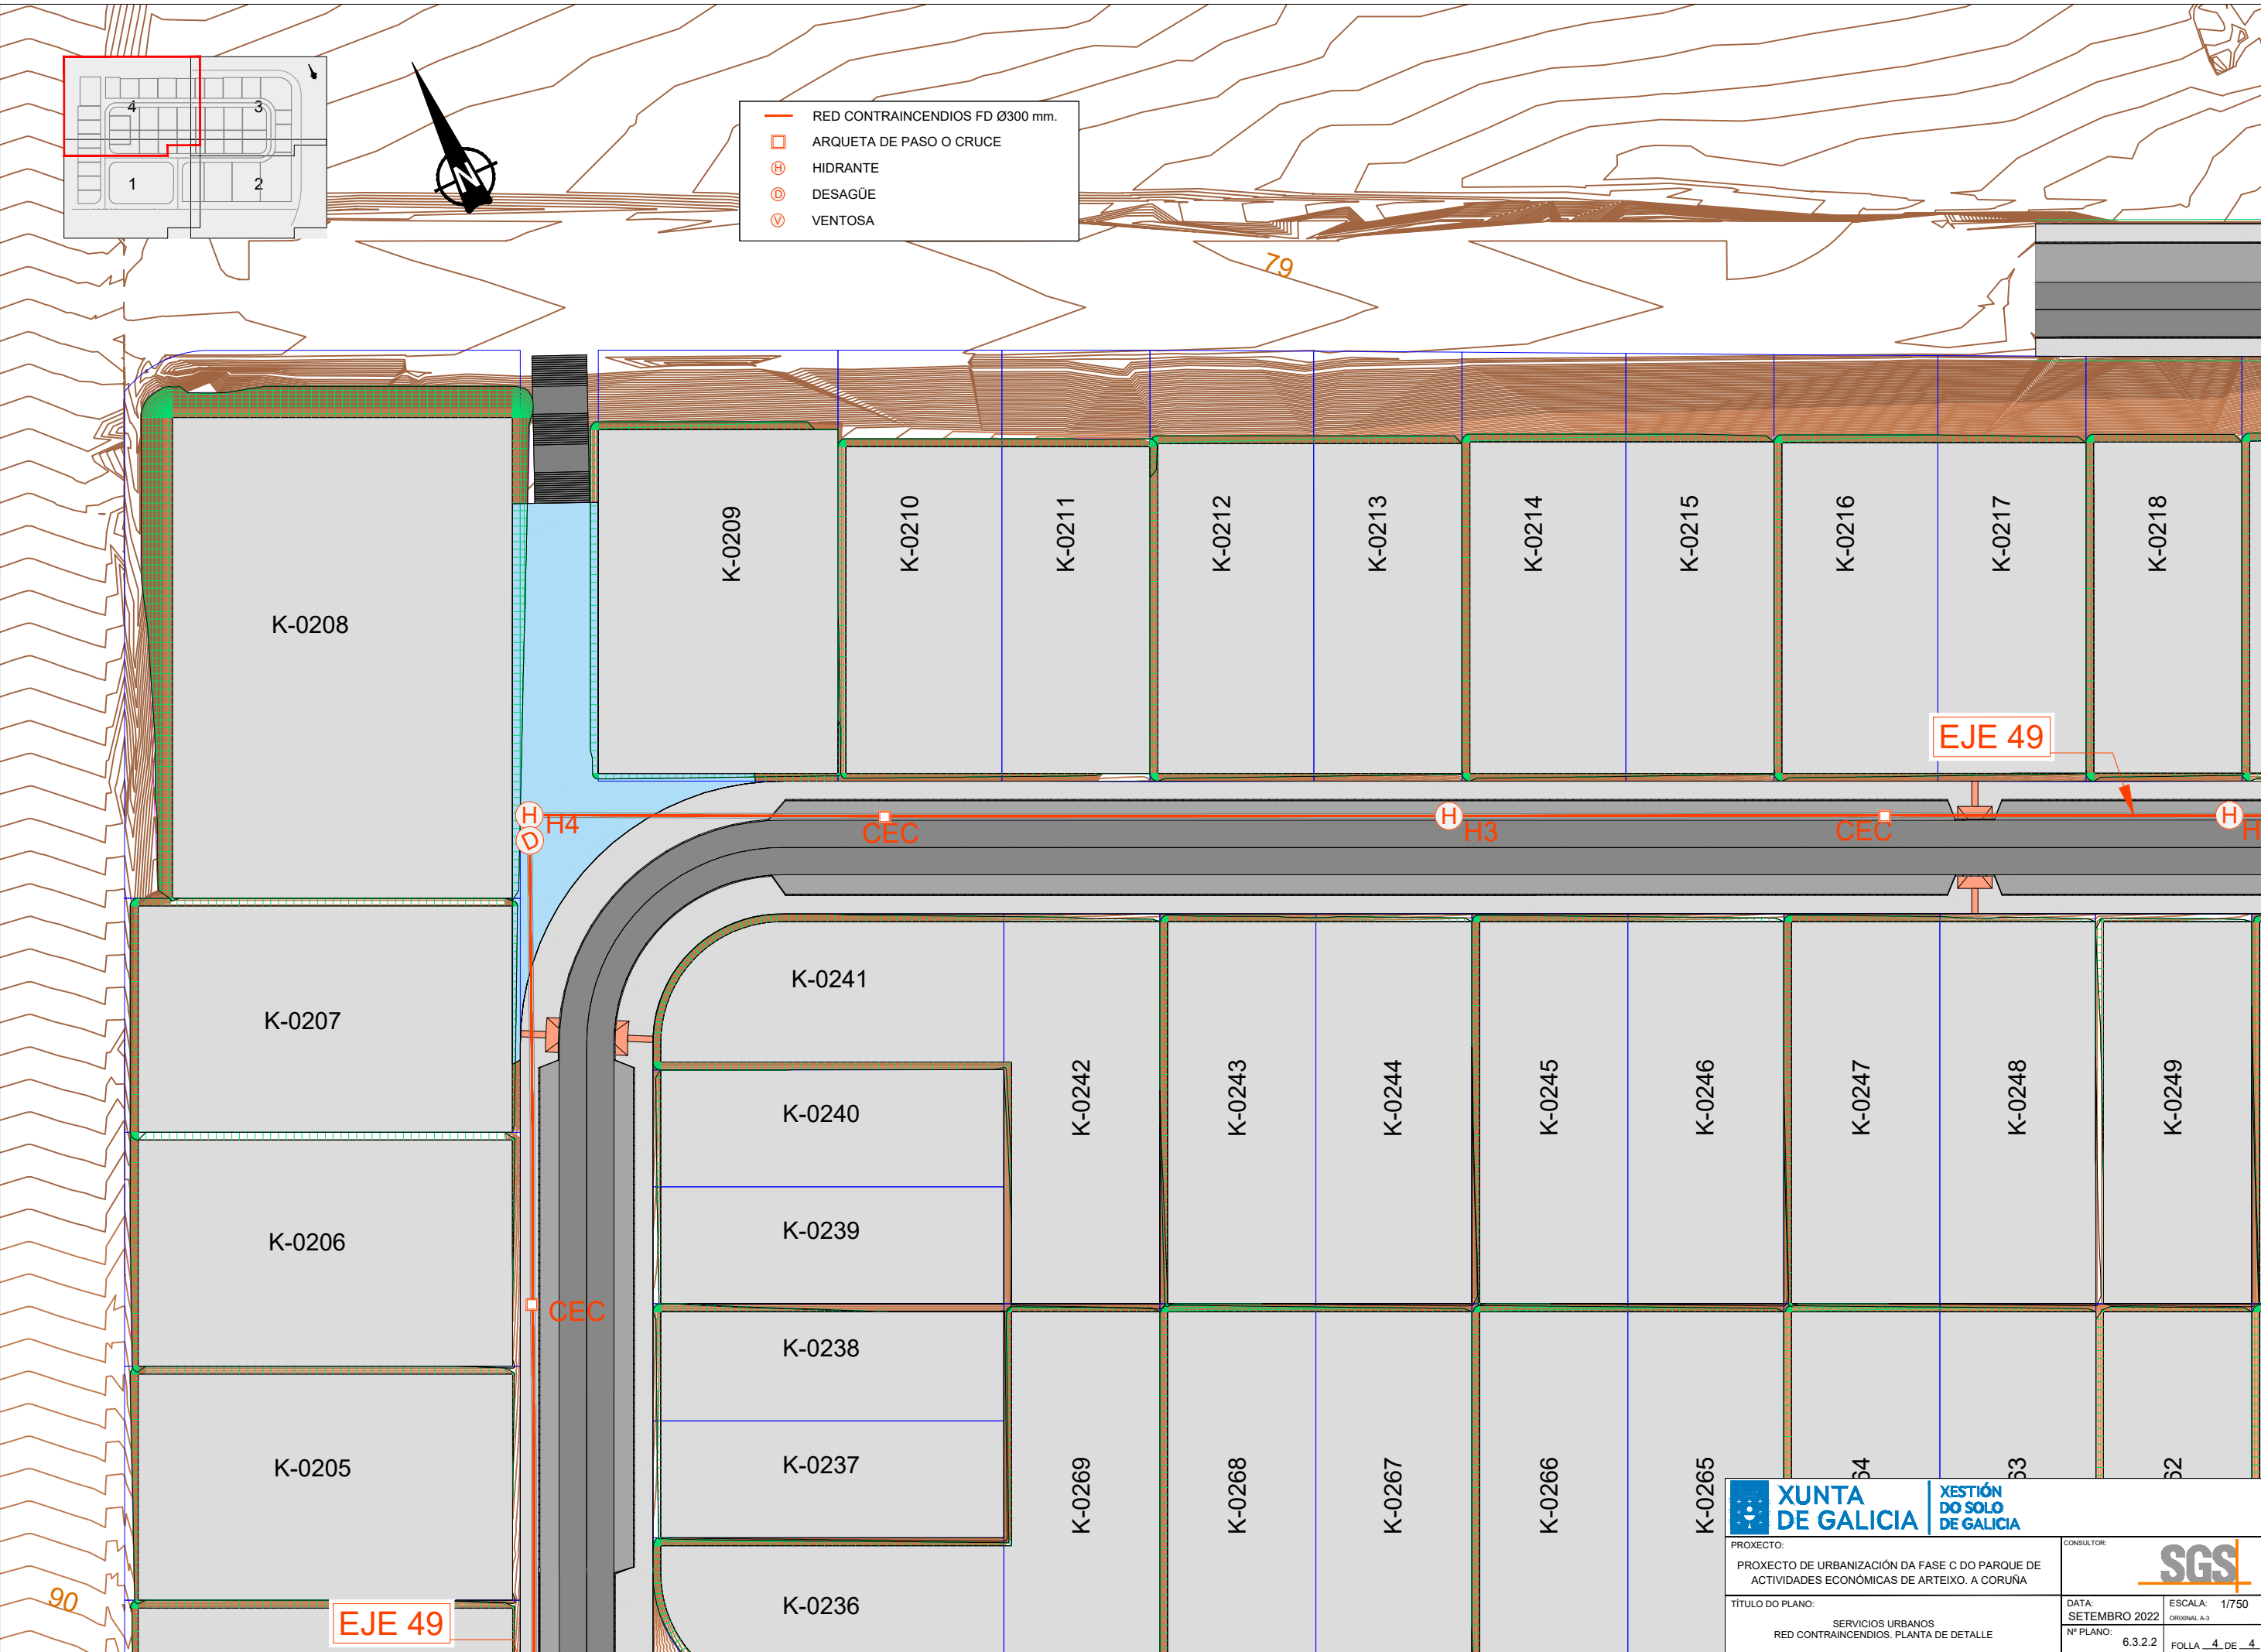 4
3
1
2
N
RED CONTRAINCENDIOS FD Ø300 mm.
ARQUETA DE PASO O CRUCE
H HIDRANTE
D DESAGÜE
V VENTOSA
79
K-0208
K-0209
K-0210
K-0211
K-0212
K-0213
K-0214
K-0215
K-0216
K-0217
K-0218
EJE 49
H H4
D
CEC
H H3
CEC
H H
K-0241
K-0207
K-0242
K-0243
K-0244
K-0245
K-0246
K-0247
K-0248
K-0249
K-0240
K-0239
K-0206
CEC
K-0238
K-0205
K-0237
K-0269
K-0268
K-0267
K-0266
K-0265
64
63
62
K-0236
90
EJE 49
XUNTA
DE GALICIA
XESTIÓN
DO SOLO
DE GALICIA
PROXECTO:
PROXECTO DE URBANIZACIÓN DA FASE C DO PARQUE DE
ACTIVIDADES ECONÓMICAS DE ARTEIXO. A CORUÑA
CONSULTOR:
SGS
TÍTULO DO PLANO:
SERVICIOS URBANOS
RED CONTRAINCENDIOS. PLANTA DE DETALLE
DATA:
SETEMBRO 2022
ESCALA: 1/750
ORIXINAL A-3
Nº PLANO:
6.3.2.2
FOLLA 4 DE 4